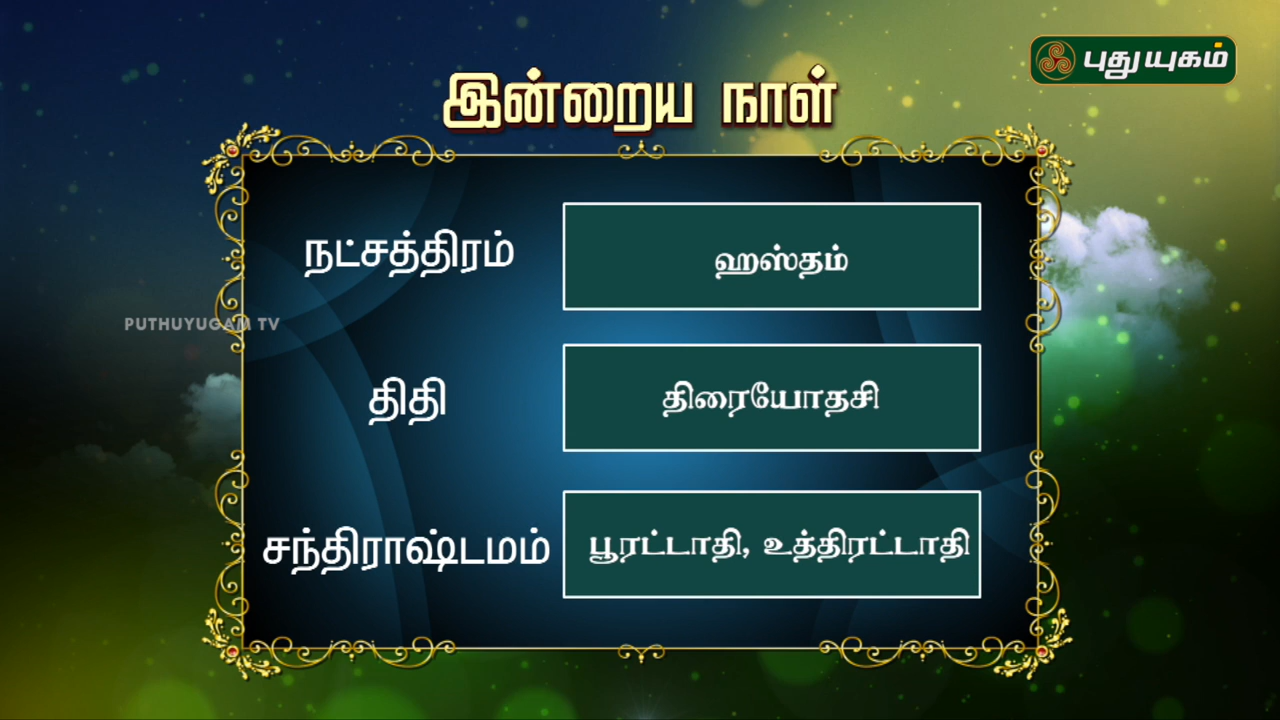 புதுயுகம்
இன்றைய நாள்
நட்சத்திரம் ஹஸ்தம்
PUTHUYUGAM TV
திதி திரையோதசி
சந்திராஷ்டமம் பூரட்டாதி, உத்திரட்டாதி